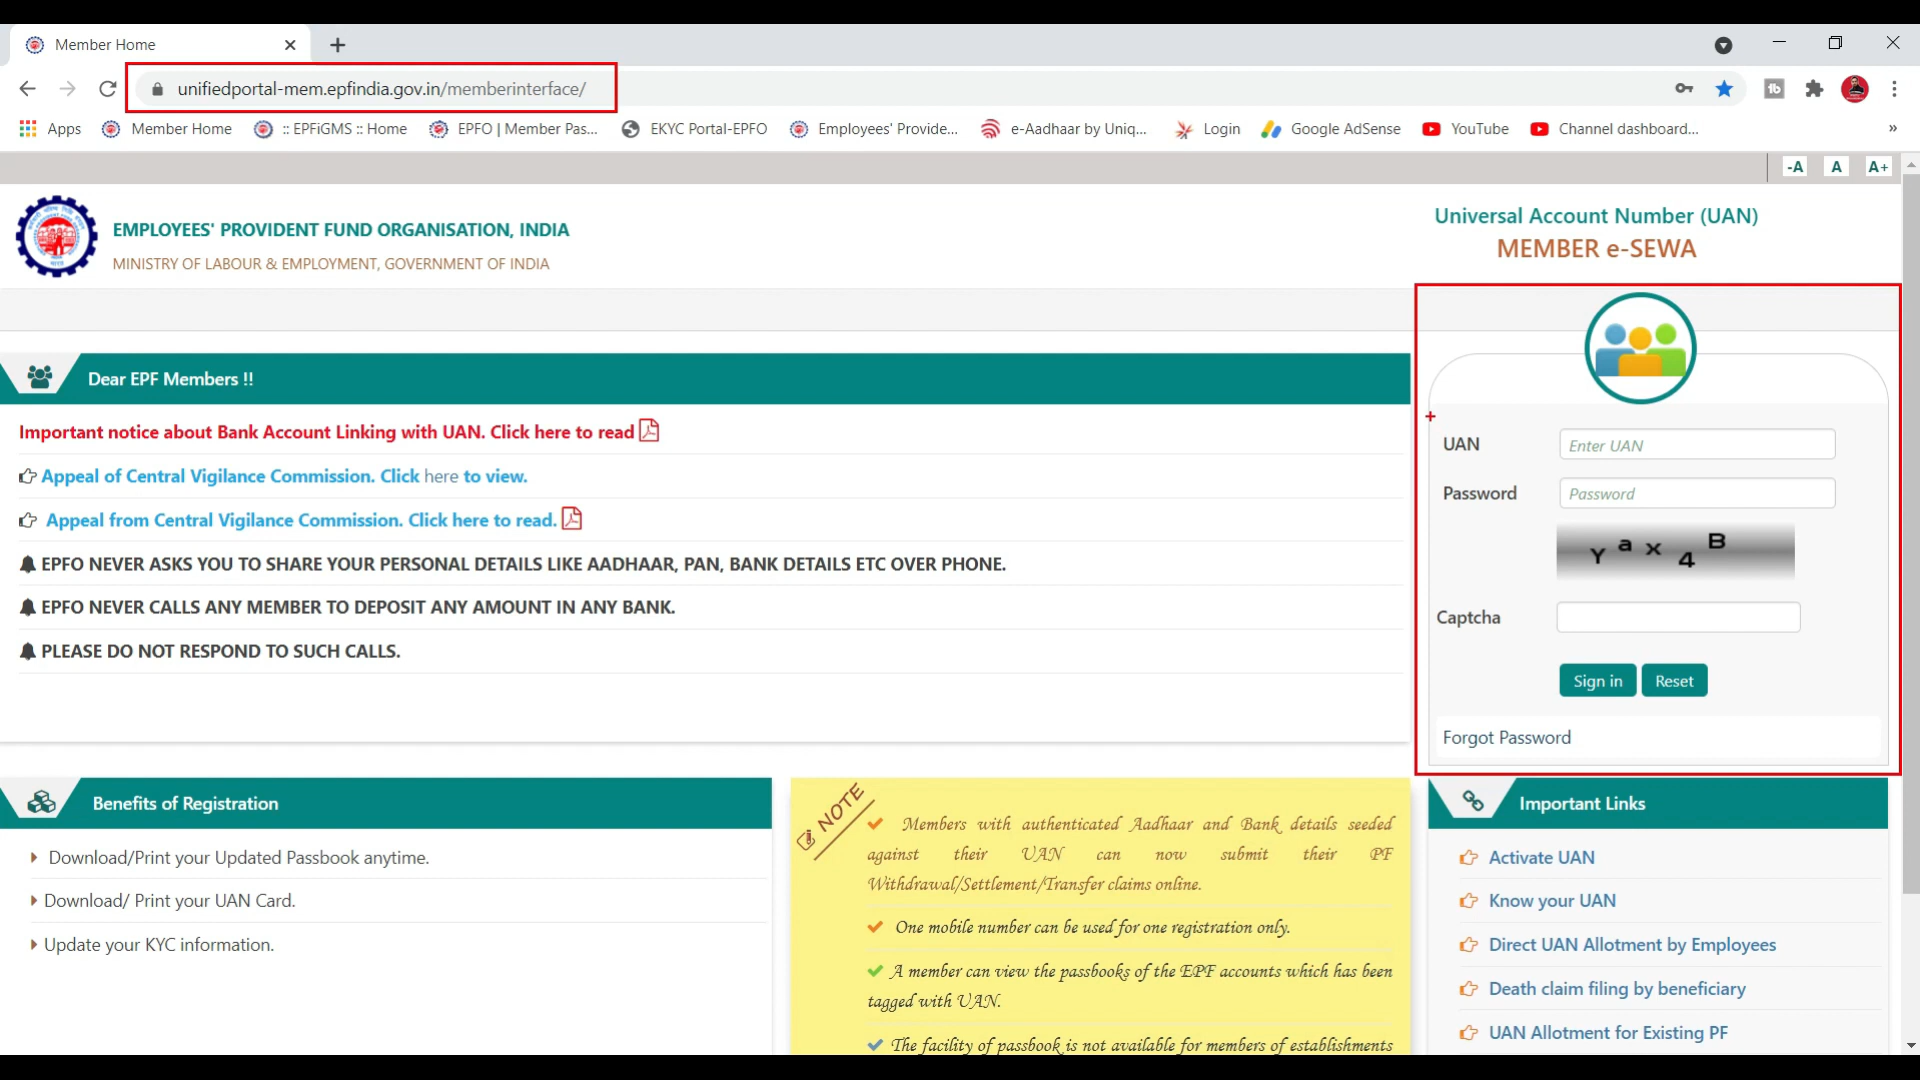 Member Home
unifiedportal-mem.epfindia.gov.in/memberinterface/
Apps Member Home :: EPFiGMS :: Home EPFO | Member Pas... EKYC Portal-EPFO Employees' Provide... e-Aadhaar by Uniq... Login Google AdSense YouTube Channel dashboard... »
-A A A+
EMPLOYEES' PROVIDENT FUND ORGANISATION, INDIA
MINISTRY OF LABOUR & EMPLOYMENT, GOVERNMENT OF INDIA
Universal Account Number (UAN)
MEMBER e-SEWA
Dear EPF Members !!
Important notice about Bank Account Linking with UAN. Click here to read
Appeal of Central Vigilance Commission. Click here to view.
Appeal from Central Vigilance Commission. Click here to read.
EPFO NEVER ASKS YOU TO SHARE YOUR PERSONAL DETAILS LIKE AADHAAR, PAN, BANK DETAILS ETC OVER PHONE.
EPFO NEVER CALLS ANY MEMBER TO DEPOSIT ANY AMOUNT IN ANY BANK.
PLEASE DO NOT RESPOND TO SUCH CALLS.
UAN Enter UAN
Password Password
Y a x 4 B
Captcha
Sign in Reset
Forgot Password
Benefits of Registration
Download/Print your Updated Passbook anytime.
Download/ Print your UAN Card.
Update your KYC information.
NOTE
Members with authenticated Aadhaar and Bank details seeded
against their UAN can now submit their PF
Withdrawal/Settlement/Transfer claims online.
One mobile number can be used for one registration only.
A member can view the passbooks of the EPF accounts which has been
tagged with UAN.
The facility of passbook is not available for members of establishments
Important Links
Activate UAN
Know your UAN
Direct UAN Allotment by Employees
Death claim filing by beneficiary
UAN Allotment for Existing PF